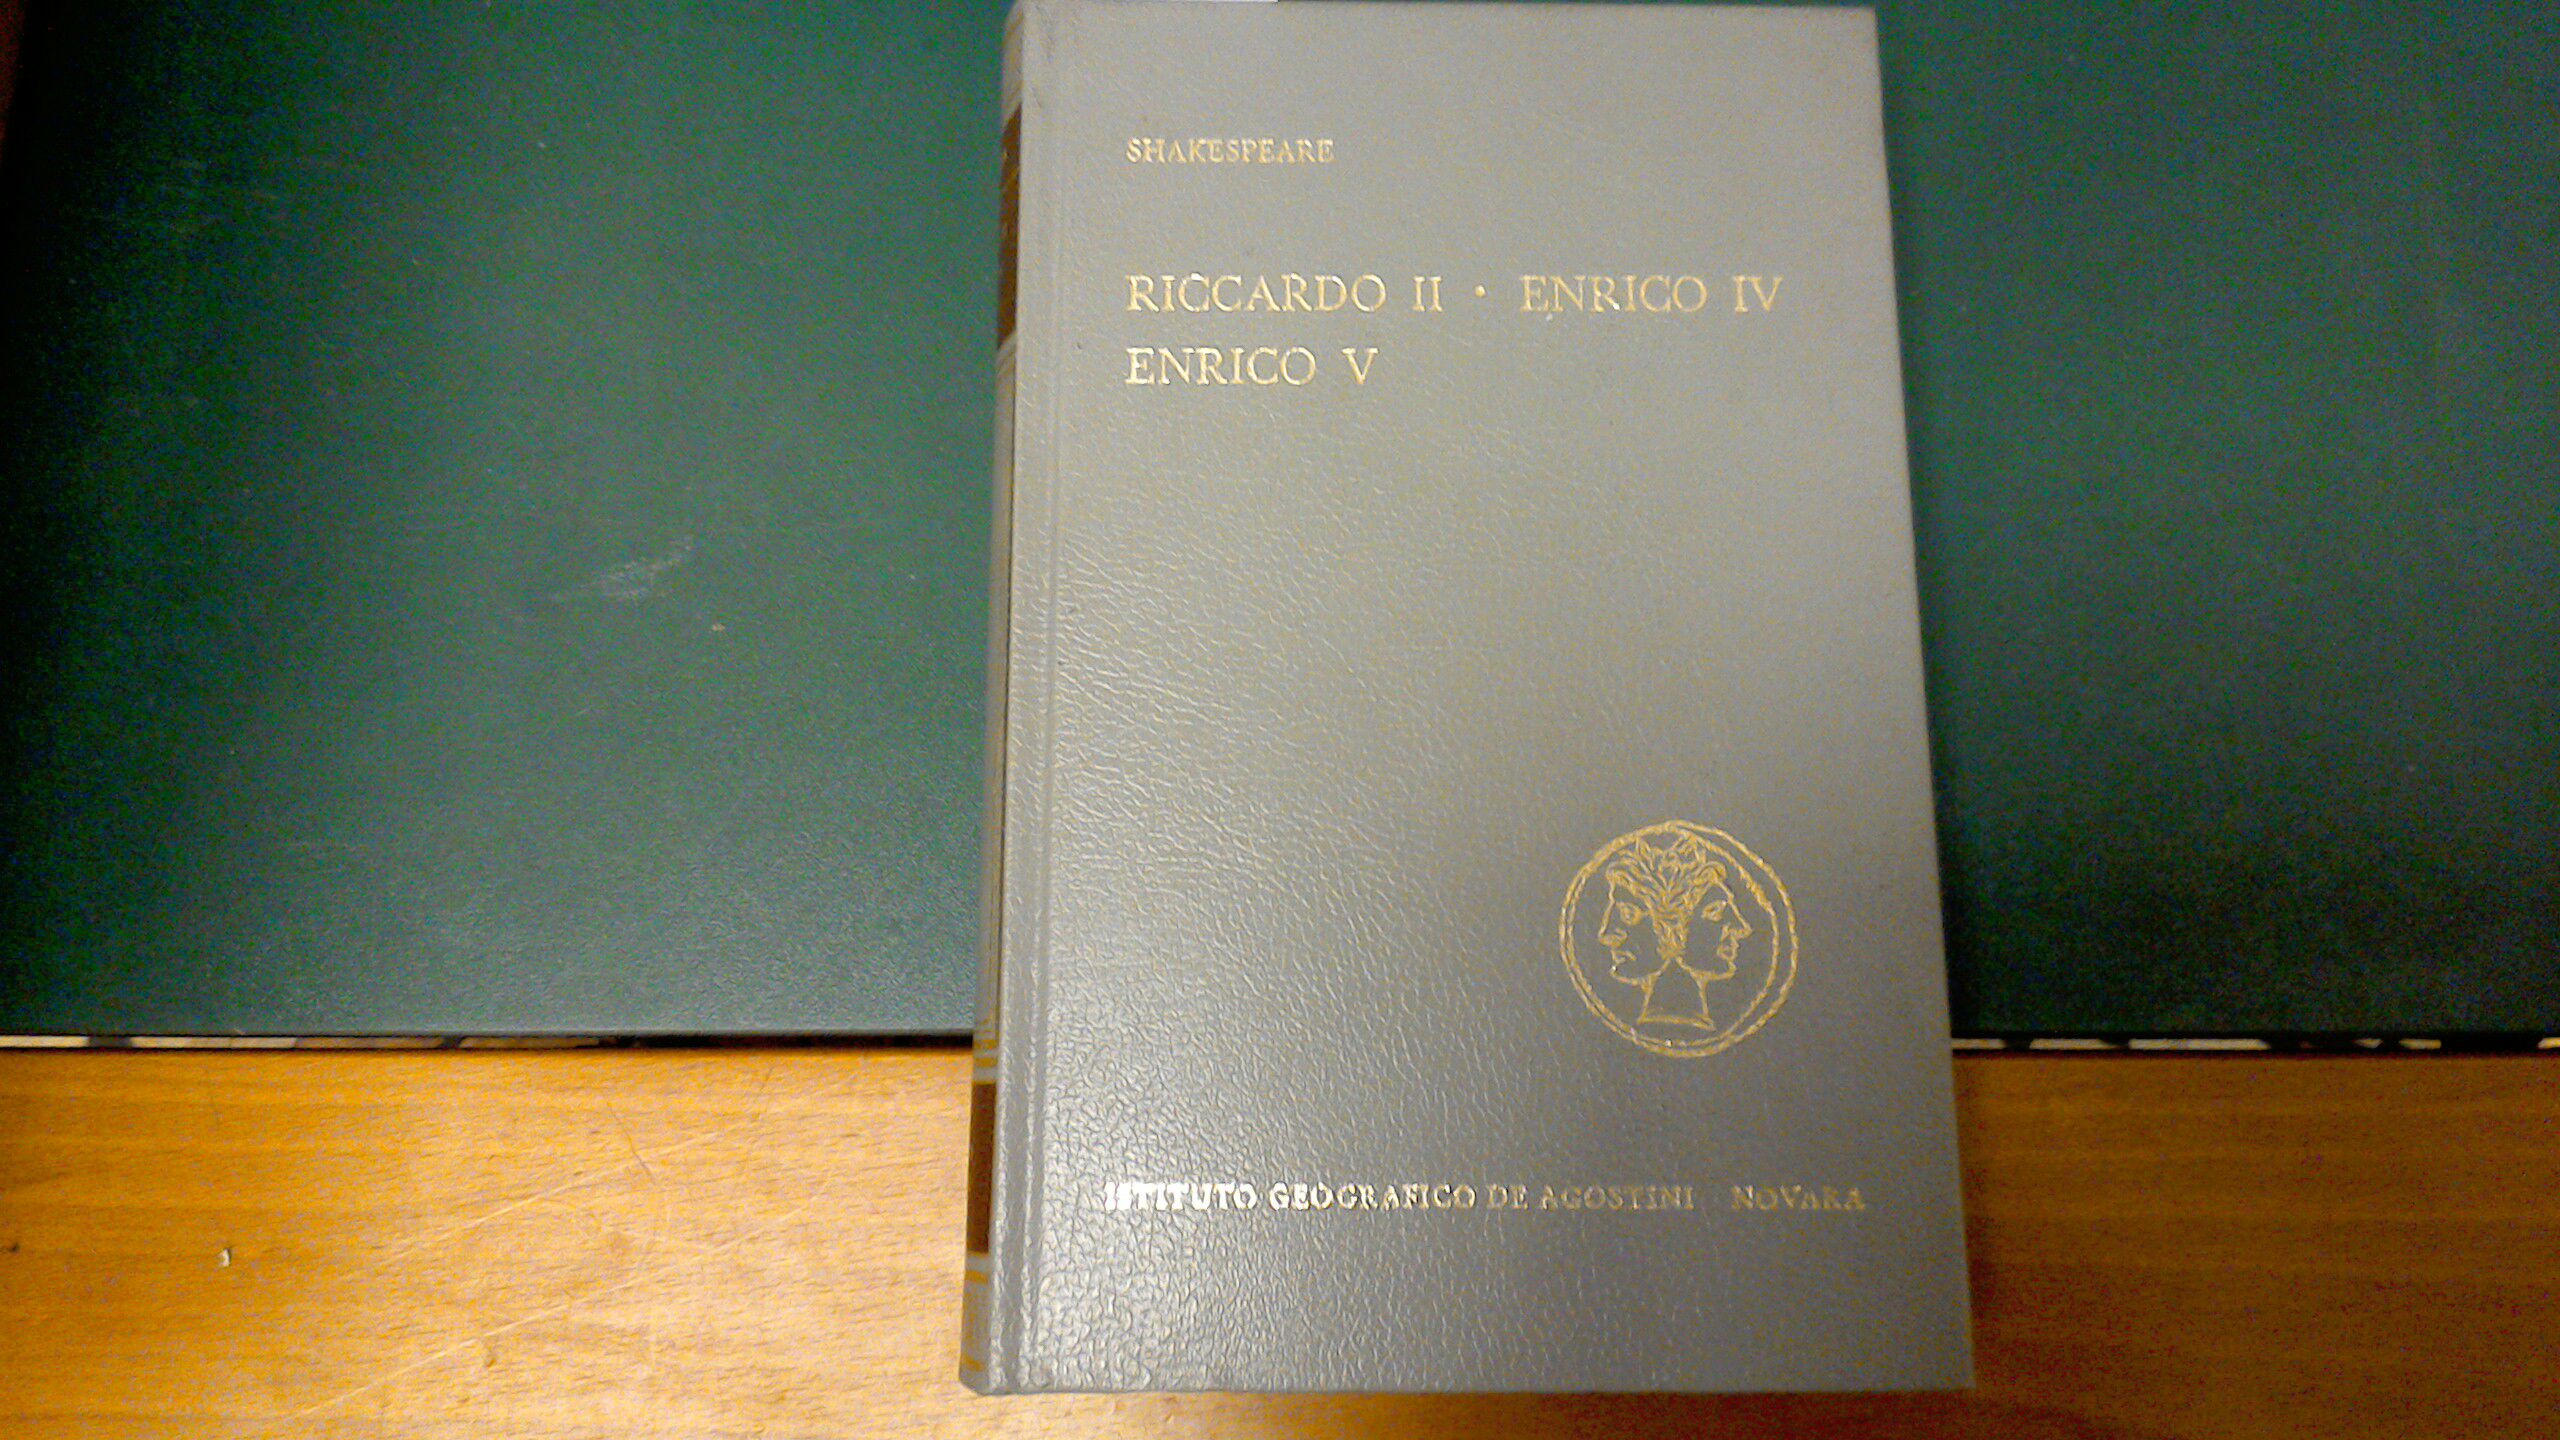 SHAKESPEARE
RICCARDO II • ENRICO IV
ENRICO V
ISTITUTO GEOGRAFICO DE AGOSTINI NOVARA